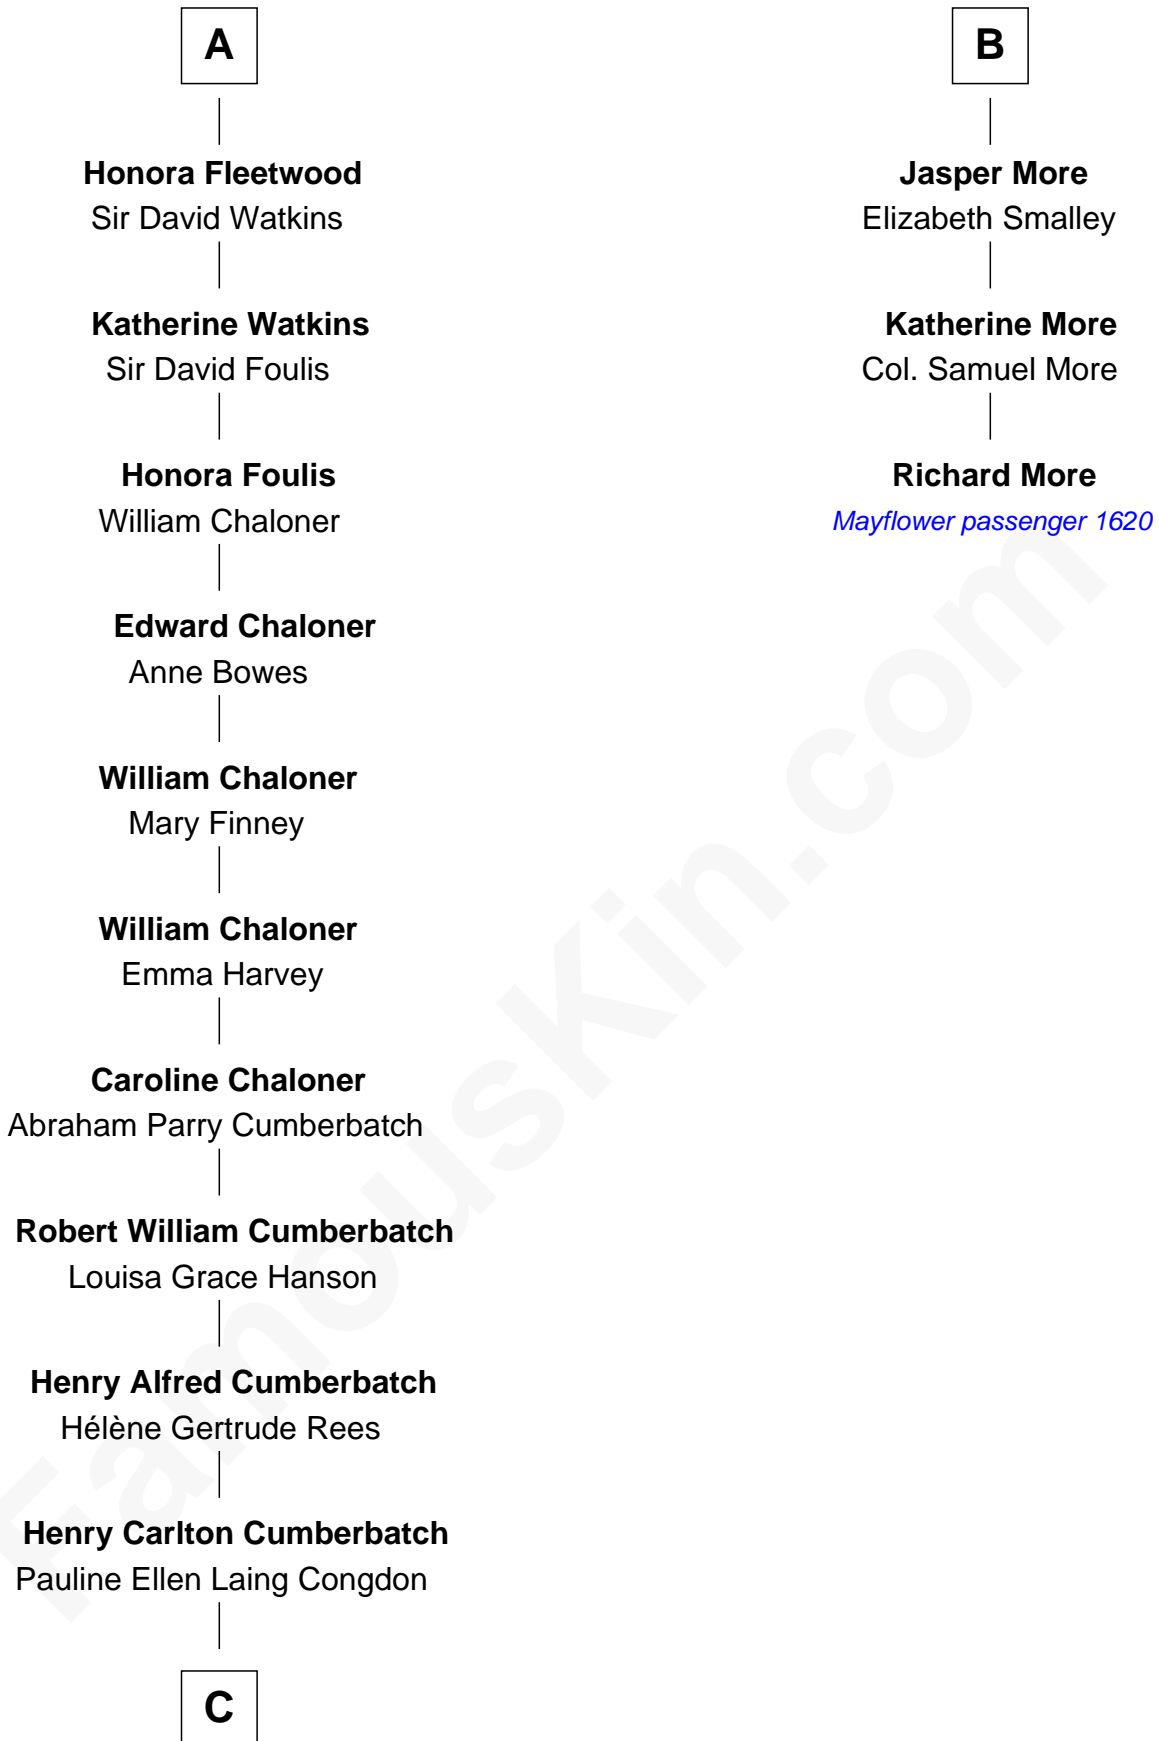 A
Honora Fleetwood
Sir David Watkins
Katherine Watkins
Sir David Foulis
Honora Foulis
William Chaloner
Edward Chaloner
Anne Bowes
William Chaloner
Mary Finney
William Chaloner
Emma Harvey
Caroline Chaloner
Abraham Parry Cumberbatch
Robert William Cumberbatch
Louisa Grace Hanson
Henry Alfred Cumberbatch
Hélène Gertrude Rees
Henry Carlton Cumberbatch
Pauline Ellen Laing Congdon
C
B
Jasper More
Elizabeth Smalley
Katherine More
Col. Samuel More
Richard More
Mayflower passenger 1620
FamousKin.com